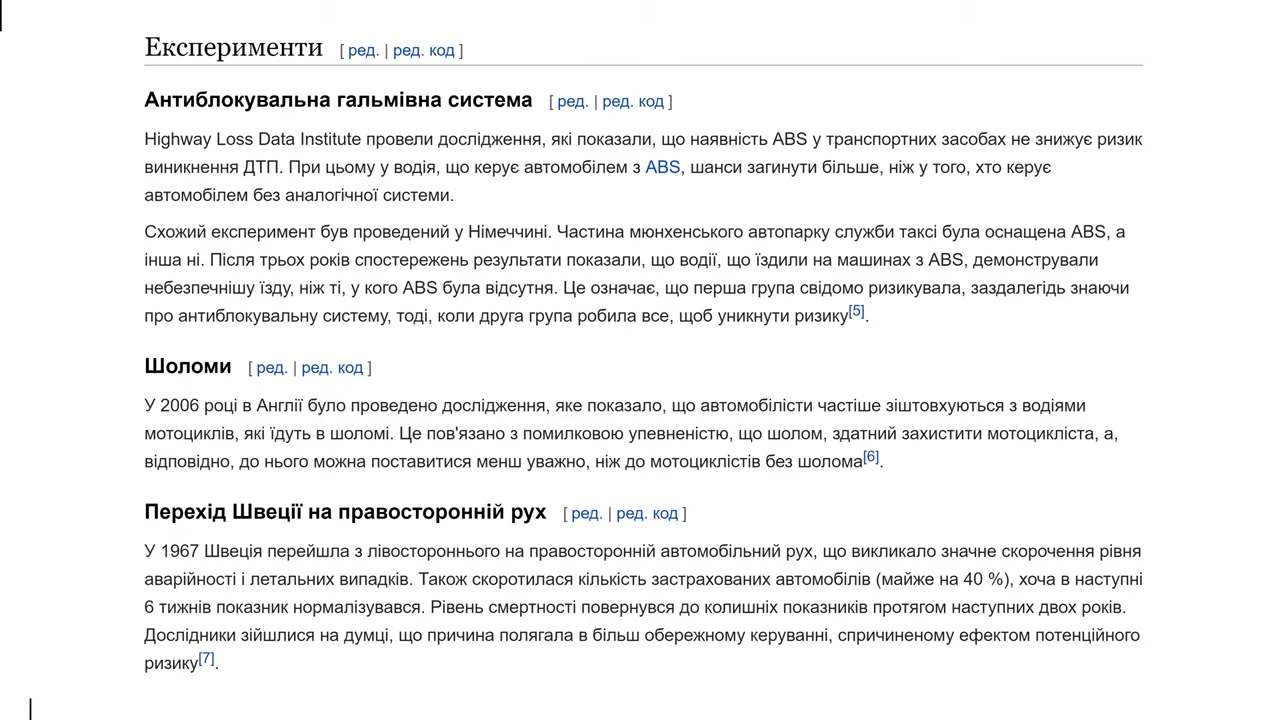 Експерименти [ ред. | ред. код ]
Антиблокувальна гальмівна система [ ред. | ред. код ]
Highway Loss Data Institute провели дослідження, які показали, що наявність ABS у транспортних засобах не знижує ризик
виникнення ДТП. При цьому у водія, що керує автомобілем з ABS, шанси загинути більше, ніж у того, хто керує
автомобілем без аналогічної системи.
Схожий експеримент був проведений у Німеччині. Частина мюнхенського автопарку служби таксі була оснащена ABS, а
інша ні. Після трьох років спостережень результати показали, що водії, що їздили на машинах з ABS, демонстрували
небезпечнішу їзду, ніж ті, у кого ABS була відсутня. Це означає, що перша група свідомо ризикувала, заздалегідь знаючи
про антиблокувальну систему, тоді, коли друга група робила все, щоб уникнути ризику[5].
Шоломи [ ред. | ред. код ]
У 2006 році в Англії було проведено дослідження, яке показало, що автомобілісти частіше зіштовхуються з водіями
мотоциклів, які їдуть в шоломі. Це пов'язано з помилковою упевненістю, що шолом, здатний захистити мотоцикліста, а,
відповідно, до нього можна поставитися менш уважно, ніж до мотоциклістів без шолома[6].
Перехід Швеції на правосторонній рух [ ред. | ред. код ]
У 1967 Швеція перейшла з лівостороннього на правосторонній автомобільний рух, що викликало значне скорочення рівня
аварійності і летальних випадків. Також скоротилася кількість застрахованих автомобілів (майже на 40 %), хоча в наступні
6 тижнів показник нормалізувався. Рівень смертності повернувся до колишніх показників протягом наступних двох років.
Дослідники зійшлися на думці, що причина полягала в більш обережному керуванні, спричиненому ефектом потенційного
ризику[7].